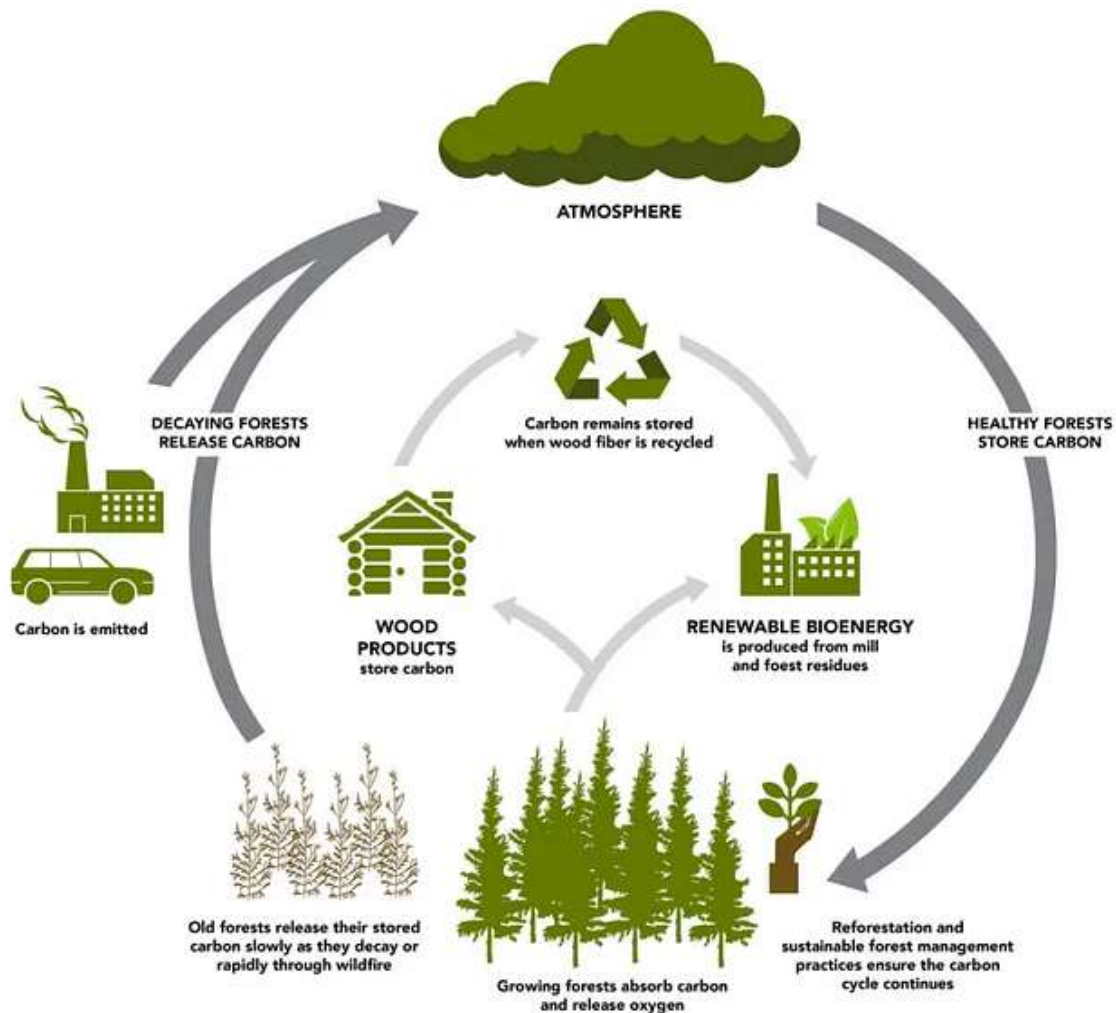 ATMOSPHERE
DECAYING FORESTS
RELEASE CARBON
Carbon remains stored
when wood fiber is recycled
HEALTHY FORESTS
STORE CARBON
Carbon is emitted
WOOD
PRODUCTS
store carbon
RENEWABLE BIOENERGY
is produced from mill
and foest residues
Old forests release their stored
carbon slowly as they decay or
rapidly through wildfire
Growing forests absorb carbon
and release oxygen
Reforestation and
sustainable forest management
practices ensure the carbon
cycle continues